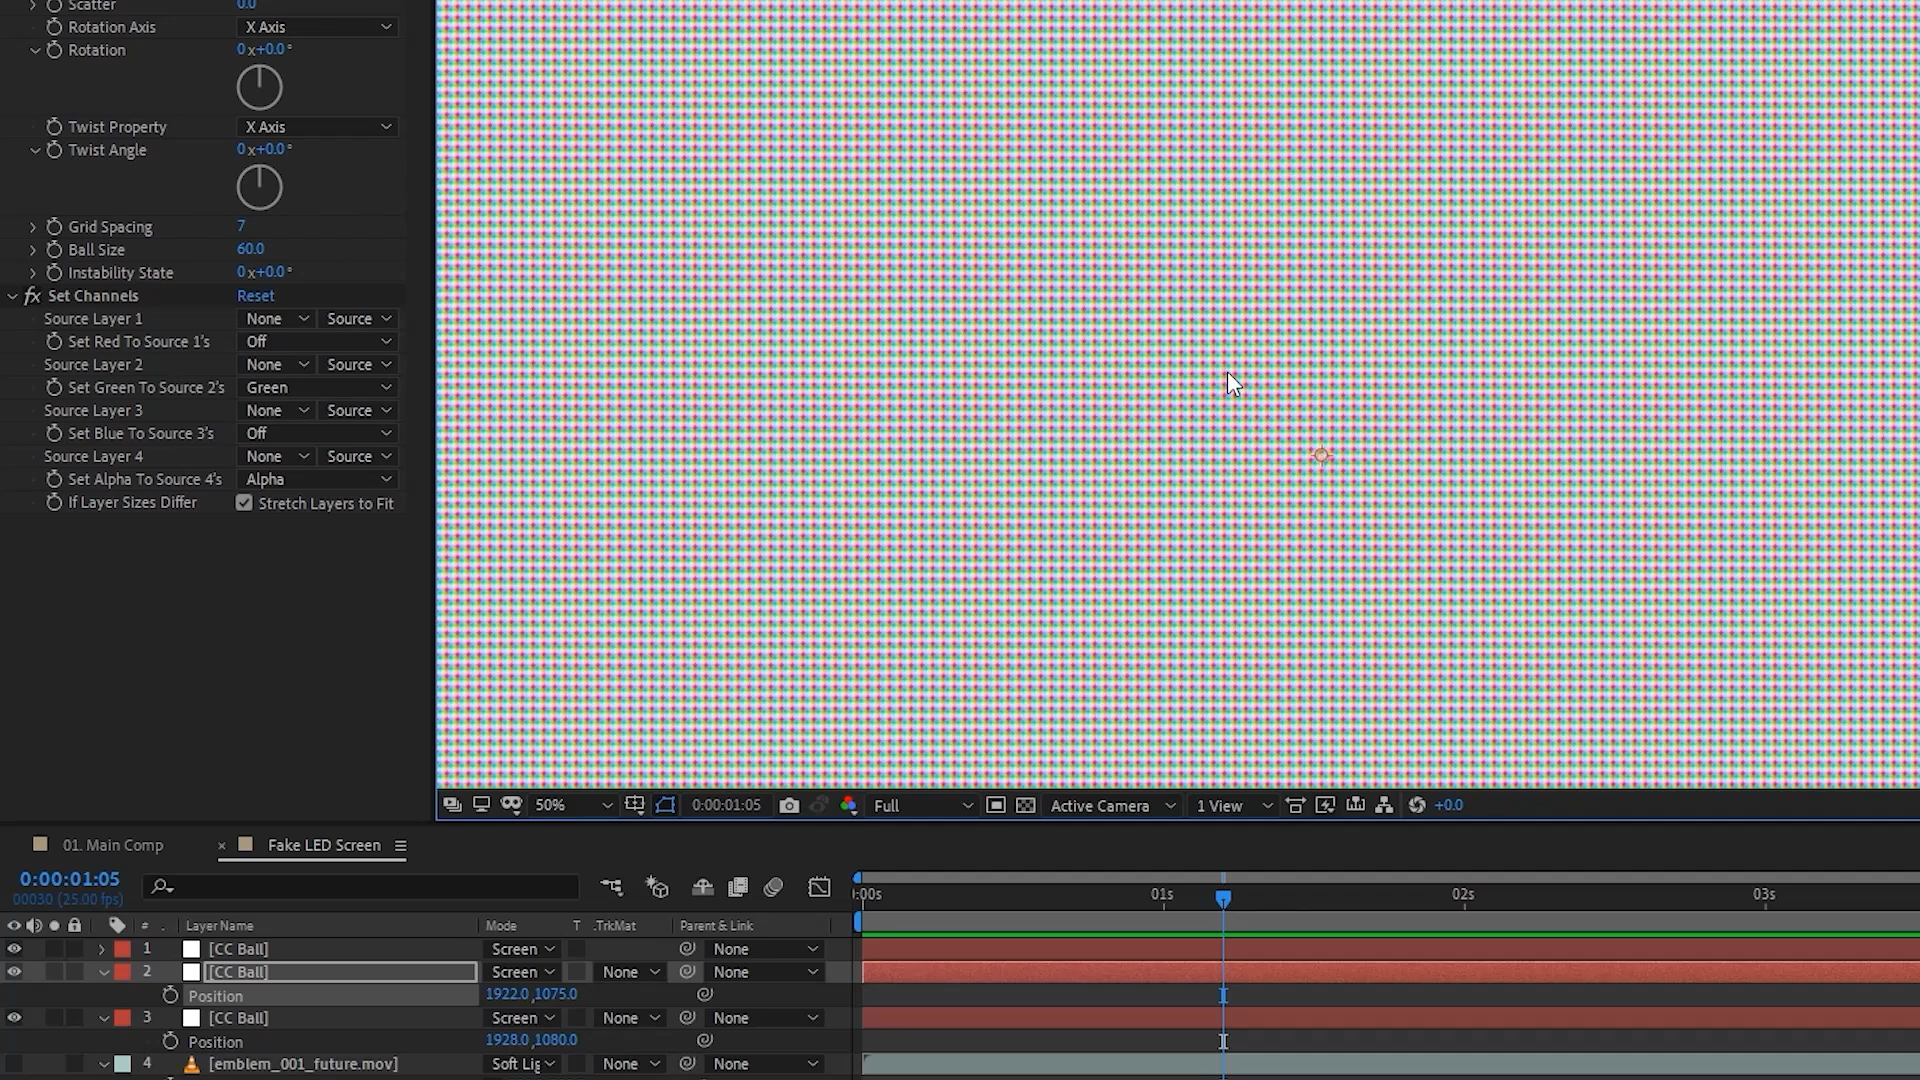 Scatter 0.0
Rotation Axis X Axis
Rotation 0x+0.0°
Twist Property X Axis
Twist Angle 0x+0.0°
Grid Spacing 7
Ball Size 60.0
Instability State 0x+0.0°
fx Set Channels Reset
Source Layer 1 None Source
Set Red To Source 1's Off
Source Layer 2 None Source
Set Green To Source 2's Green
Source Layer 3 None Source
Set Blue To Source 3's Off
Source Layer 4 None Source
Set Alpha To Source 4's Alpha
If Layer Sizes Differ Stretch Layers to Fit
50% 0:00:01:05 Full Active Camera 1 View +0.0
01. Main Comp × Fake LED Screen
0:00:01:05
00030 (25.00 fps)
:00s 01s 02s 03s
# . Layer Name Mode T .TrkMat Parent & Link
1 [CC Ball] Screen None
2 [CC Ball] Screen None None
Position 1922.0,1075.0
3 [CC Ball] Screen None None
Position 1928.0,1080.0
4 [emblem_001_future.mov] Soft Lig None None